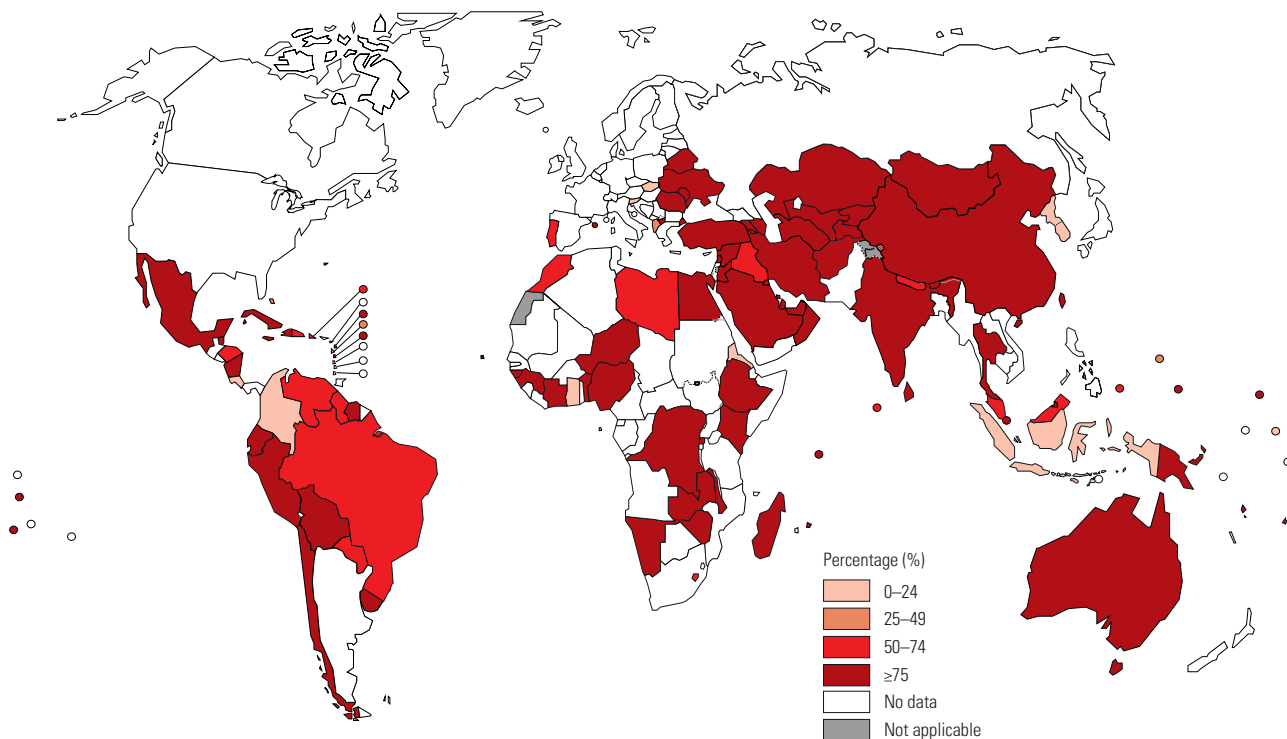 Percentage (%)
0–24
25–49
50–74
≥75
No data
Not applicable